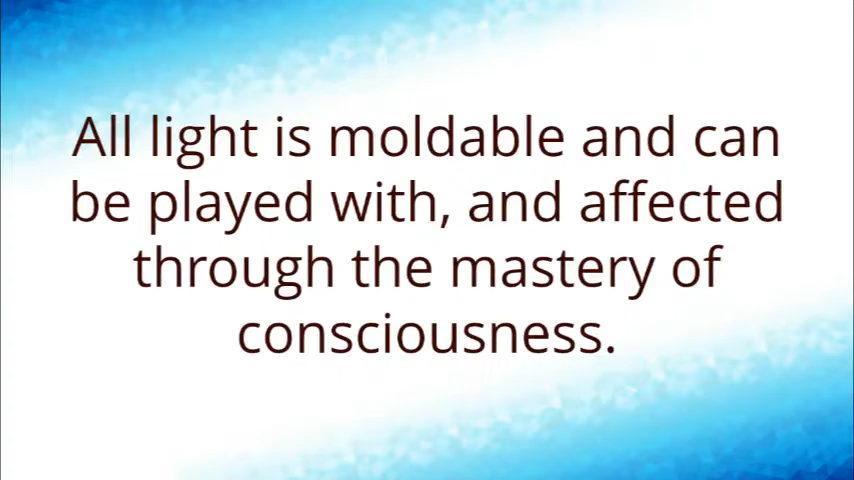 All light is moldable and can
be played with, and affected
through the mastery of
consciousness.